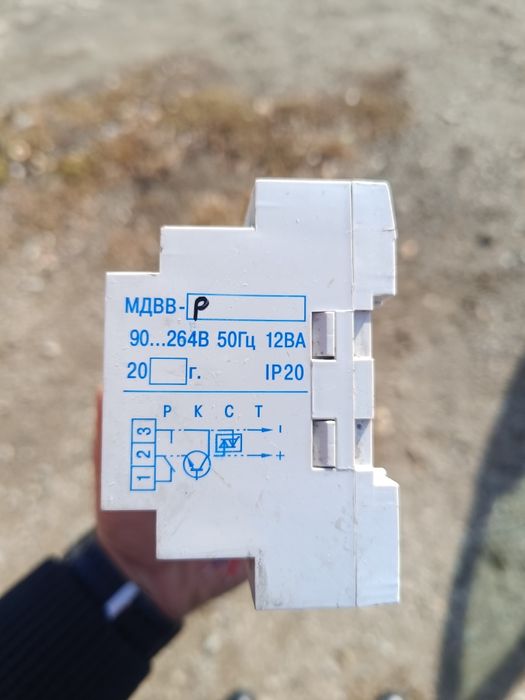 МДВВ-Р
90...264В 50Гц 12ВА
20 г. IP20
Р К С Т
3 -
2 +
1